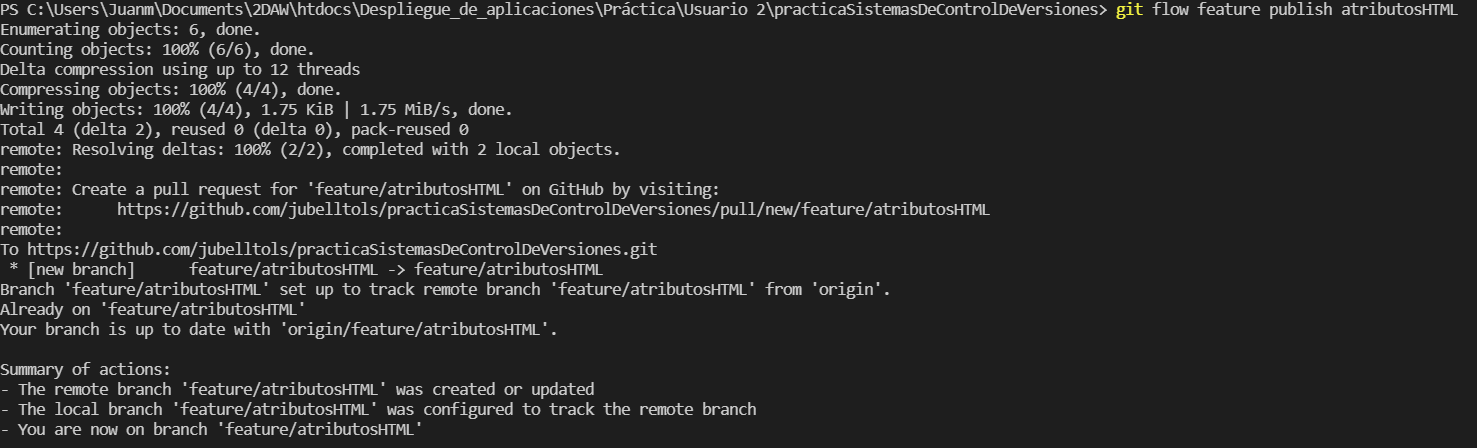 PS C:\Users\Juanm\Documents\2DAW\htdocs\Despliegue_de_aplicaciones\Práctica\Usuario 2\practicaSistemasDeControlDeVersiones> git flow feature publish atributosHTML
Enumerating objects: 6, done.
Counting objects: 100% (6/6), done.
Delta compression using up to 12 threads
Compressing objects: 100% (4/4), done.
Writing objects: 100% (4/4), 1.75 KiB | 1.75 MiB/s, done.
Total 4 (delta 2), reused 0 (delta 0), pack-reused 0
remote: Resolving deltas: 100% (2/2), completed with 2 local objects.
remote:
remote: Create a pull request for 'feature/atributosHTML' on GitHub by visiting:
remote:      https://github.com/jubelltols/practicaSistemasDeControlDeVersiones/pull/new/feature/atributosHTML
remote:
To https://github.com/jubelltols/practicaSistemasDeControlDeVersiones.git
 * [new branch]      feature/atributosHTML -> feature/atributosHTML
Branch 'feature/atributosHTML' set up to track remote branch 'feature/atributosHTML' from 'origin'.
Already on 'feature/atributosHTML'
Your branch is up to date with 'origin/feature/atributosHTML'.

Summary of actions:
- The remote branch 'feature/atributosHTML' was created or updated
- The local branch 'feature/atributosHTML' was configured to track the remote branch
- You are now on branch 'feature/atributosHTML'